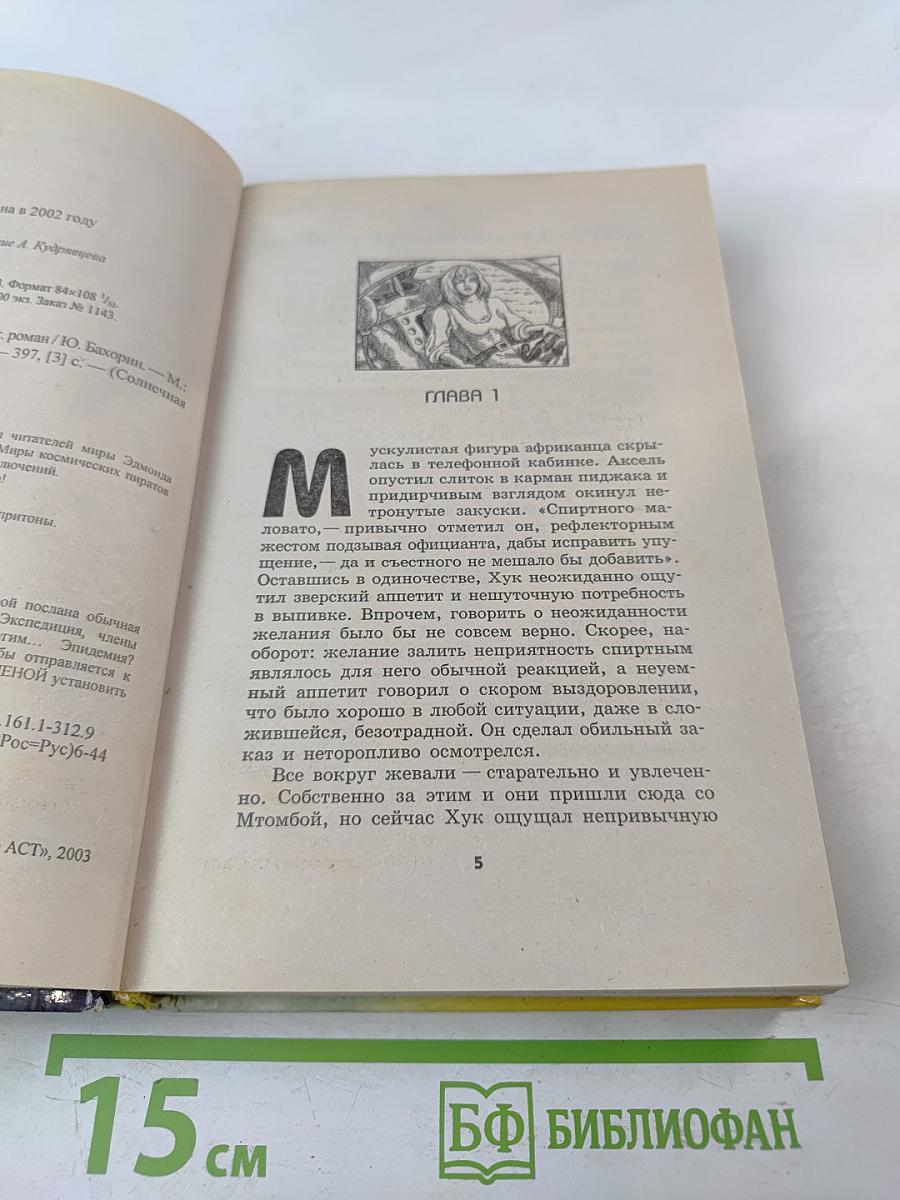 на в 2002 году
ие А. Кудрявцева
Формат 84×108 1/32.
00 экз. Заказ № 1143.
роман / Ю. Бахорин. — М.:
— 397, [3] с. — (Солнечная
читателей миры Эдмонда
Миры космических пиратов
лючений.
!
притоны.
ой послана обычная
Экспедиция, члены
угим... Эпидемия?
бы отправляется к
ЕНОЙ установить
.161.1-312.9
Рос=Рус)6-44
АСТ», 2003
ГЛАВА 1
Мускулистая фигура африканца скры-
лась в телефонной кабинке. Аксель
опустил слиток в карман пиджака и
придирчивым взглядом окинул не-
тронутые закуски. «Спиртного ма-
ловато,— привычно отметил он, рефлекторным
жестом подзывая официанта, дабы исправить упу-
щение,— да и съестного не мешало бы добавить».
Оставшись в одиночестве, Хук неожиданно ощу-
тил зверский аппетит и нешуточную потребность
в выпивке. Впрочем, говорить о неожиданности
желания было бы не совсем верно. Скорее, на-
оборот: желание залить неприятность спиртным
являлось для него обычной реакцией, а неуем-
ный аппетит говорил о скором выздоровлении,
что было хорошо в любой ситуации, даже в сло-
жившейся, безотрадной. Он сделал обильный за-
каз и неторопливо осмотрелся.
Все вокруг жевали — старательно и увлечен-
но. Собственно за этим и они пришли сюда со
Мтомбой, но сейчас Хук ощущал непривычную
5
15 см
БФ БИБЛИОФАН